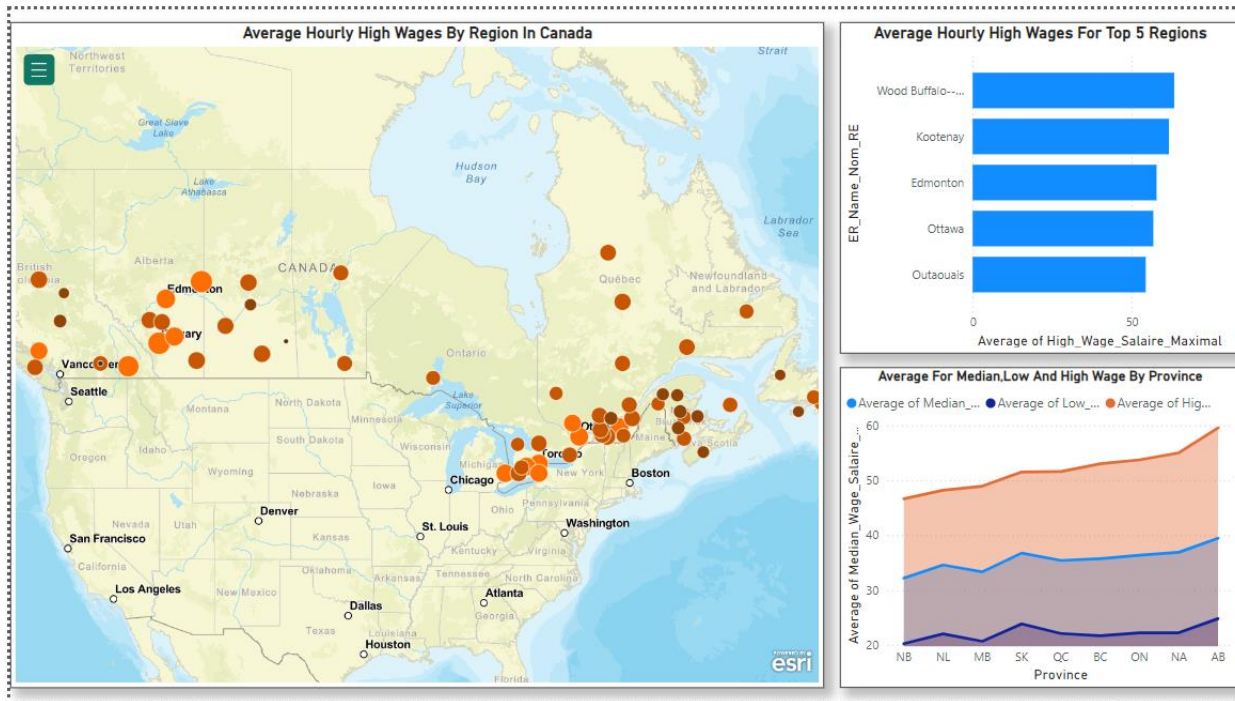 Average Hourly High Wages By Region In Canada
Northwest
Territories
Great Slave
Lake
Hudson
Bay
Strait
Lake
Athabasca
Labrador
Sea
British
Alberta
CANADA
Edmonton
Québec
Newfoundland
and Labrador
Ontario
Vancouver
Seattle
Lake
Superior
Montana
North Dakota
Minnesota
South Dakota
Wisconsin
Michigan
Toronto
Maine
Nova Scotia
Oregon
Idaho
Wyoming
Iowa
Chicago
New York
Boston
Nebraska
Illinois
Ohio
Pennsylvania
Nevada
Utah
Denver
Kansas
St. Louis
Washington
San Francisco
Colorado
Kentucky
Virginia
California
Oklahoma
Arkansas
Tennessee
North Carolina
Los Angeles
New Mexico
Dallas
Atlanta
Georgia
Texas
Louisiana
Houston
Florida
POWERED BY
esri
Average Hourly High Wages For Top 5 Regions
ER_Name_Nom_RE
Wood Buffalo--...
Kootenay
Edmonton
Ottawa
Outaouais
0 50
Average of High_Wage_Salaire_Maximal
Average For Median,Low And High Wage By Province
Average of Median_... Average of Low_... Average of Hig...
Average of Median_Wage_Salaire_...
60
50
40
30
20
NB NL MB SK QC BC ON NA AB
Province